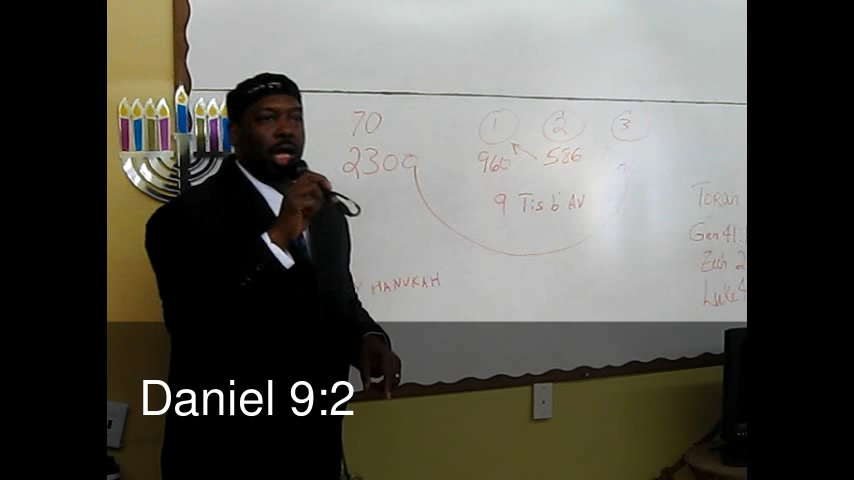 70
1 2 3
2300
960 586
9 Tis b' AV
TORAH
Gen 41:
Zech 2
Luke
HANUKAH
Daniel 9:2